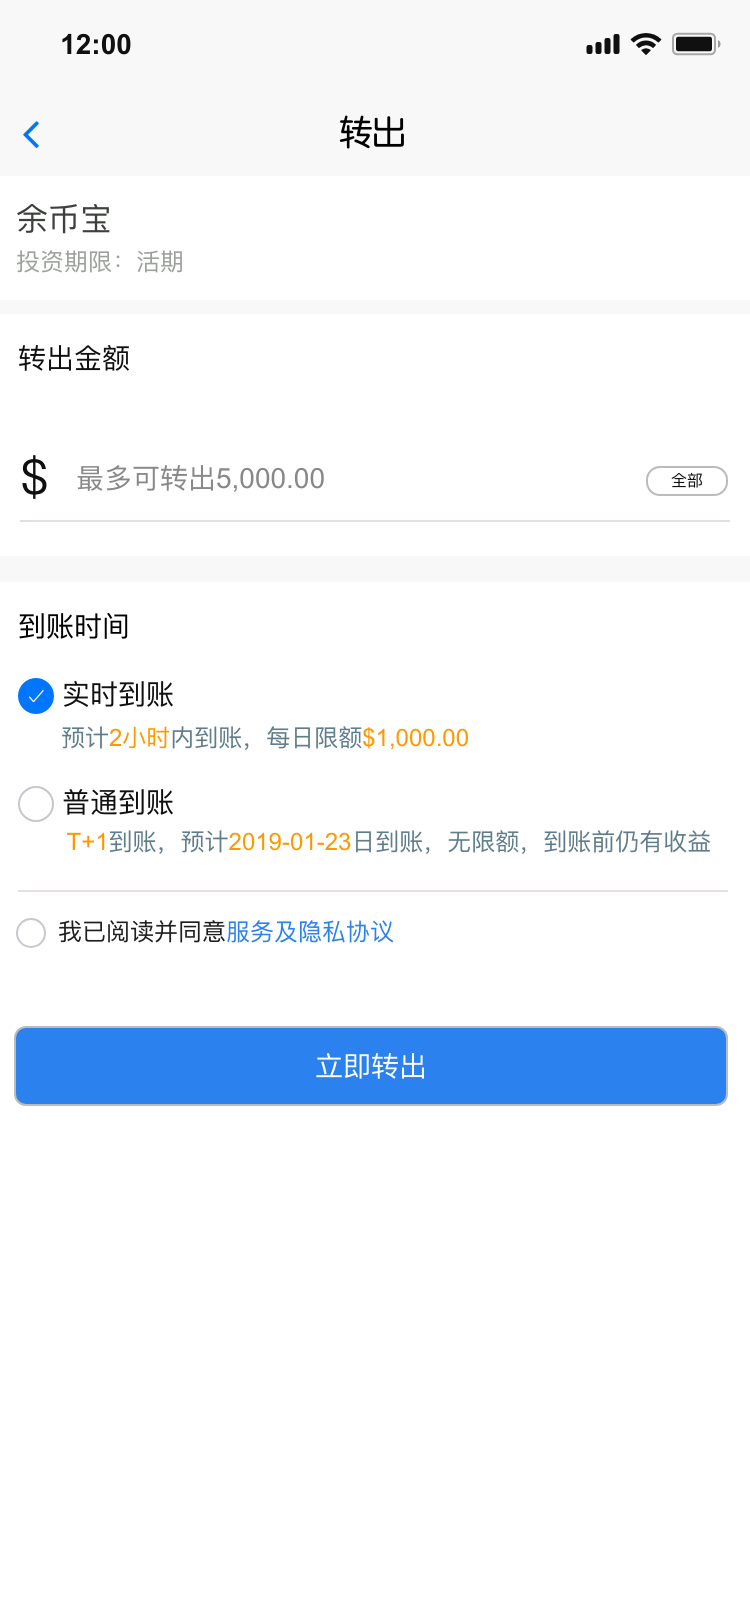 12:00
转出
余币宝
投资期限：活期
转出金额
$ 最多可转出5,000.00 全部
到账时间
实时到账
预计2小时内到账，每日限额$1,000.00
普通到账
T+1到账，预计2019-01-23日到账，无限额，到账前仍有收益
我已阅读并同意服务及隐私协议
立即转出